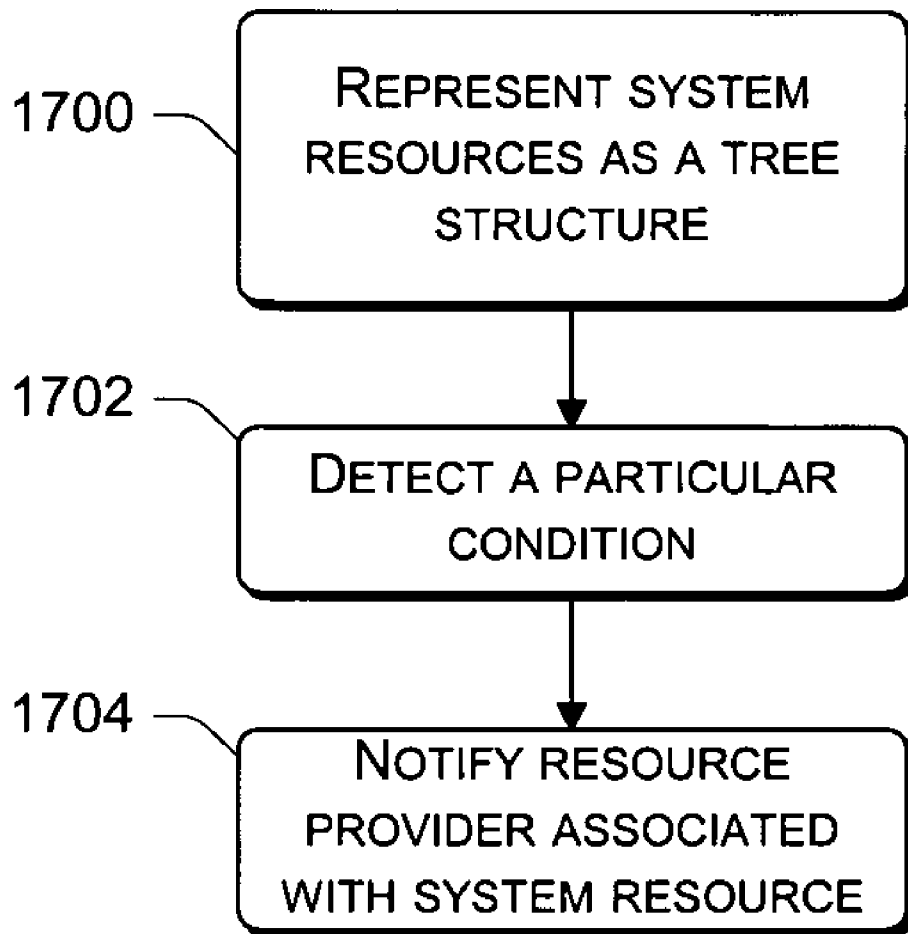 1700
REPRESENT SYSTEM
RESOURCES AS A TREE
STRUCTURE
1702
DETECT A PARTICULAR
CONDITION
1704
NOTIFY RESOURCE
PROVIDER ASSOCIATED
WITH SYSTEM RESOURCE